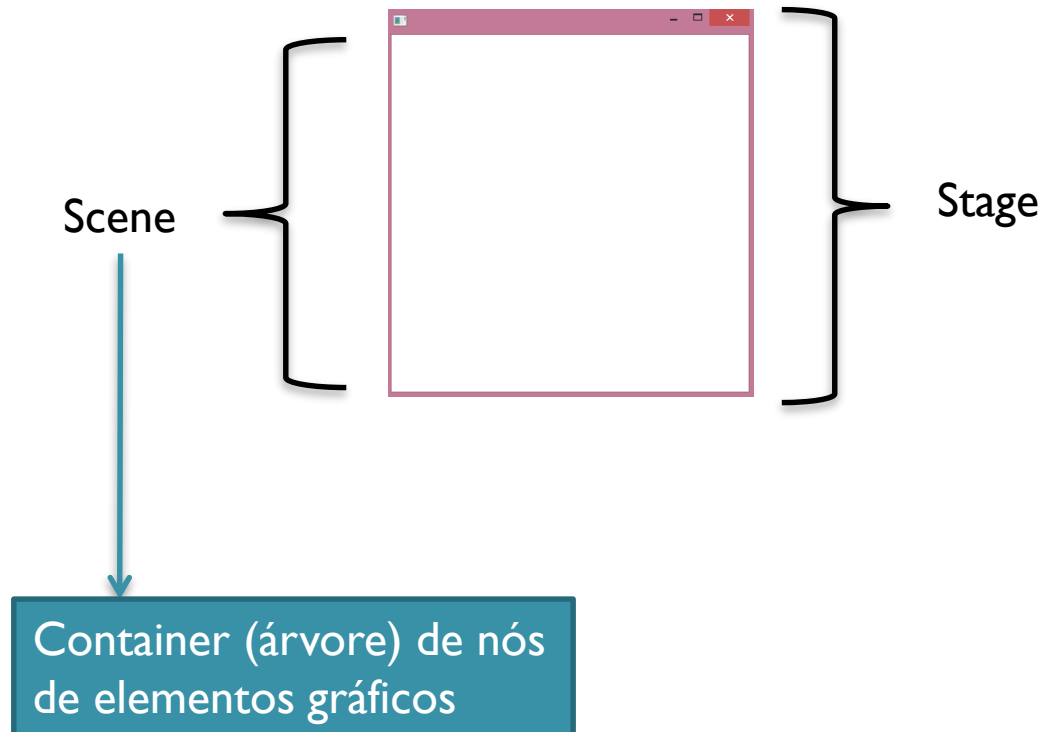 Scene
Stage
Container (árvore) de nós
de elementos gráficos